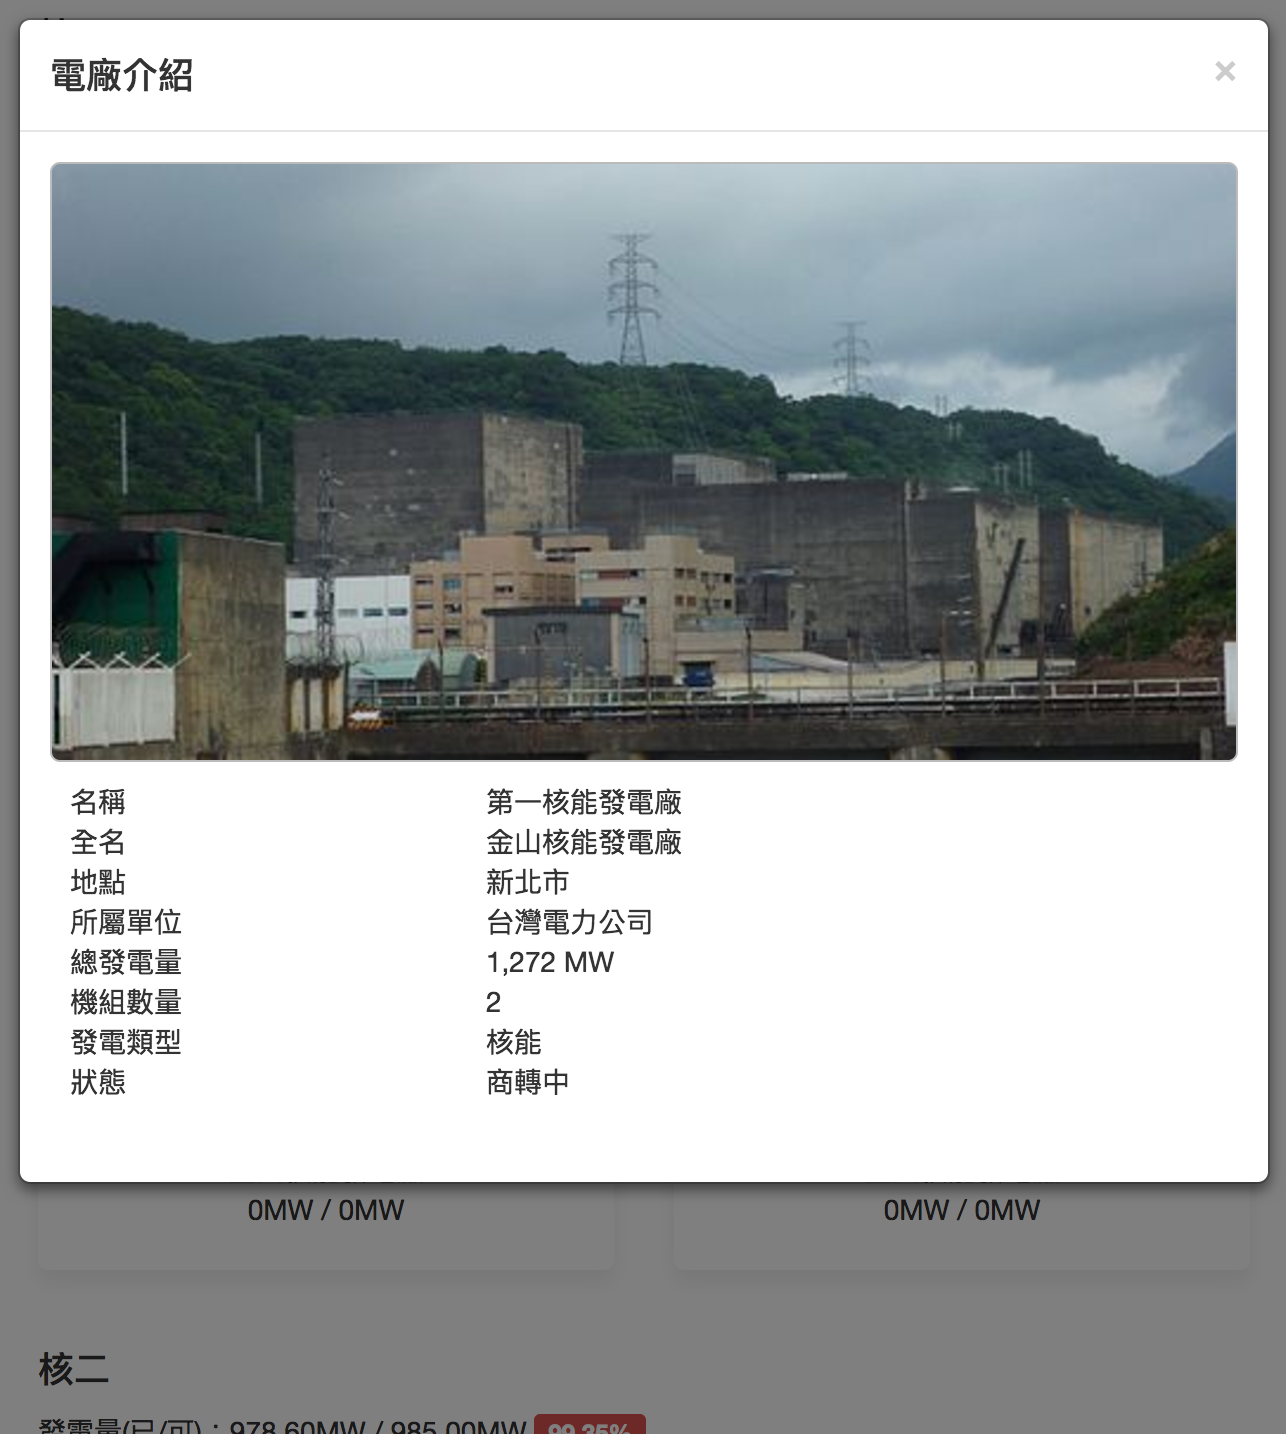 電廠介紹
×
名稱 第一核能發電廠
全名 金山核能發電廠
地點 新北市
所屬單位 台灣電力公司
總發電量 1,272 MW
機組數量 2
發電類型 核能
狀態 商轉中
0MW / 0MW 0MW / 0MW
核二
發電量(已/可)：978.60MW / 985.00MW 99.35%